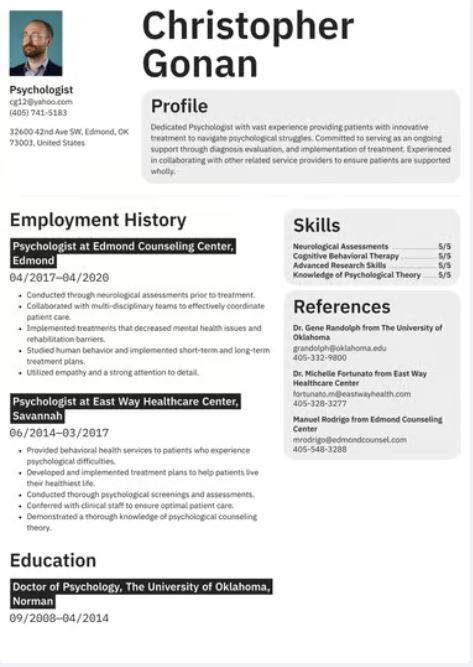 Christopher
Gonan
Psychologist
cg12@yahoo.com
(405) 741-5183
32600 42nd Ave SW, Edmond, OK
73003, United States
Profile
Dedicated Psychologist with vast experience providing patients with innovative
treatment to navigate psychological struggles. Committed to serving as an ongoing
support through diagnosis evaluation, and implementation of treatment. Experienced
in collaborating with other related service providers to ensure patients are supported
wholly.
Employment History
Psychologist at Edmond Counseling Center,
Edmond
04/2017—04/2020
• Conducted through neurological assessments prior to treatment.
• Collaborated with multi-disciplinary teams to effectively coordinate
patient care.
• Implemented treatments that decreased mental health issues and
rehabilitation barriers.
• Studied human behavior and implemented short-term and long-term
treatment plans.
• Utilized empathy and a strong attention to detail.
Psychologist at East Way Healthcare Center,
Savannah
06/2014—03/2017
• Provided behavioral health services to patients who experience
psychological difficulties.
• Developed and implemented treatment plans to help patients live
their healthiest life.
• Conducted thorough psychological screenings and assessments.
• Conferred with clinical staff to ensure optimal patient care.
• Demonstrated a thorough knowledge of psychological counseling
theory.
Education
Doctor of Psychology, The University of Oklahoma,
Norman
09/2008—04/2014
Skills
Neurological Assessments 5/5
Cognitive Behavioral Therapy 5/5
Advanced Research Skills 5/5
Knowledge of Psychological Theory 5/5
References
Dr. Gene Randolph from The University of
Oklahoma
grandolph@oklahoma.edu
405-332-9800
Dr. Michelle Fortunato from East Way
Healthcare Center
fortunato.m@eastwayhealth.com
405-328-3277
Manuel Rodrigo from Edmond Counseling
Center
mrodrigo@edmondcounsel.com
405-548-3288